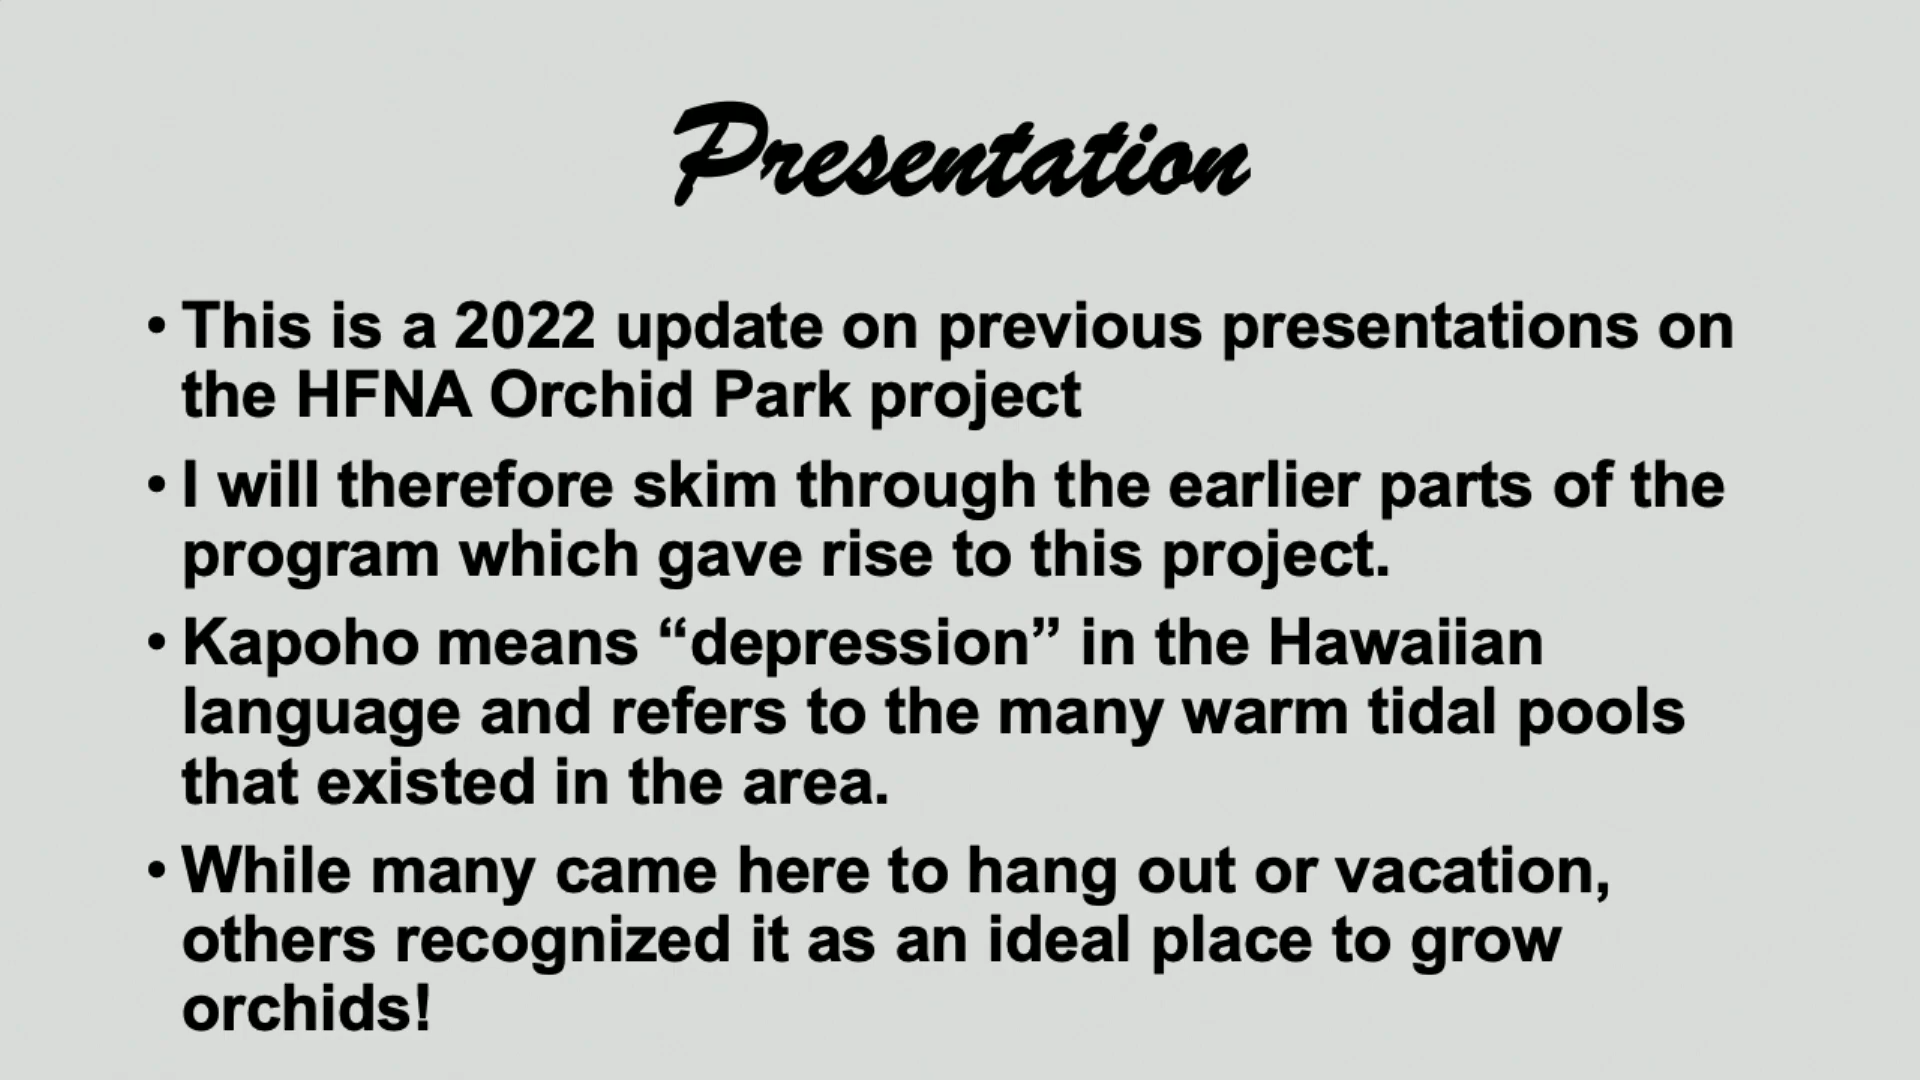 Presentation
• This is a 2022 update on previous presentations on
the HFNA Orchid Park project
• I will therefore skim through the earlier parts of the
program which gave rise to this project.
• Kapoho means “depression” in the Hawaiian
language and refers to the many warm tidal pools
that existed in the area.
• While many came here to hang out or vacation,
others recognized it as an ideal place to grow
orchids!